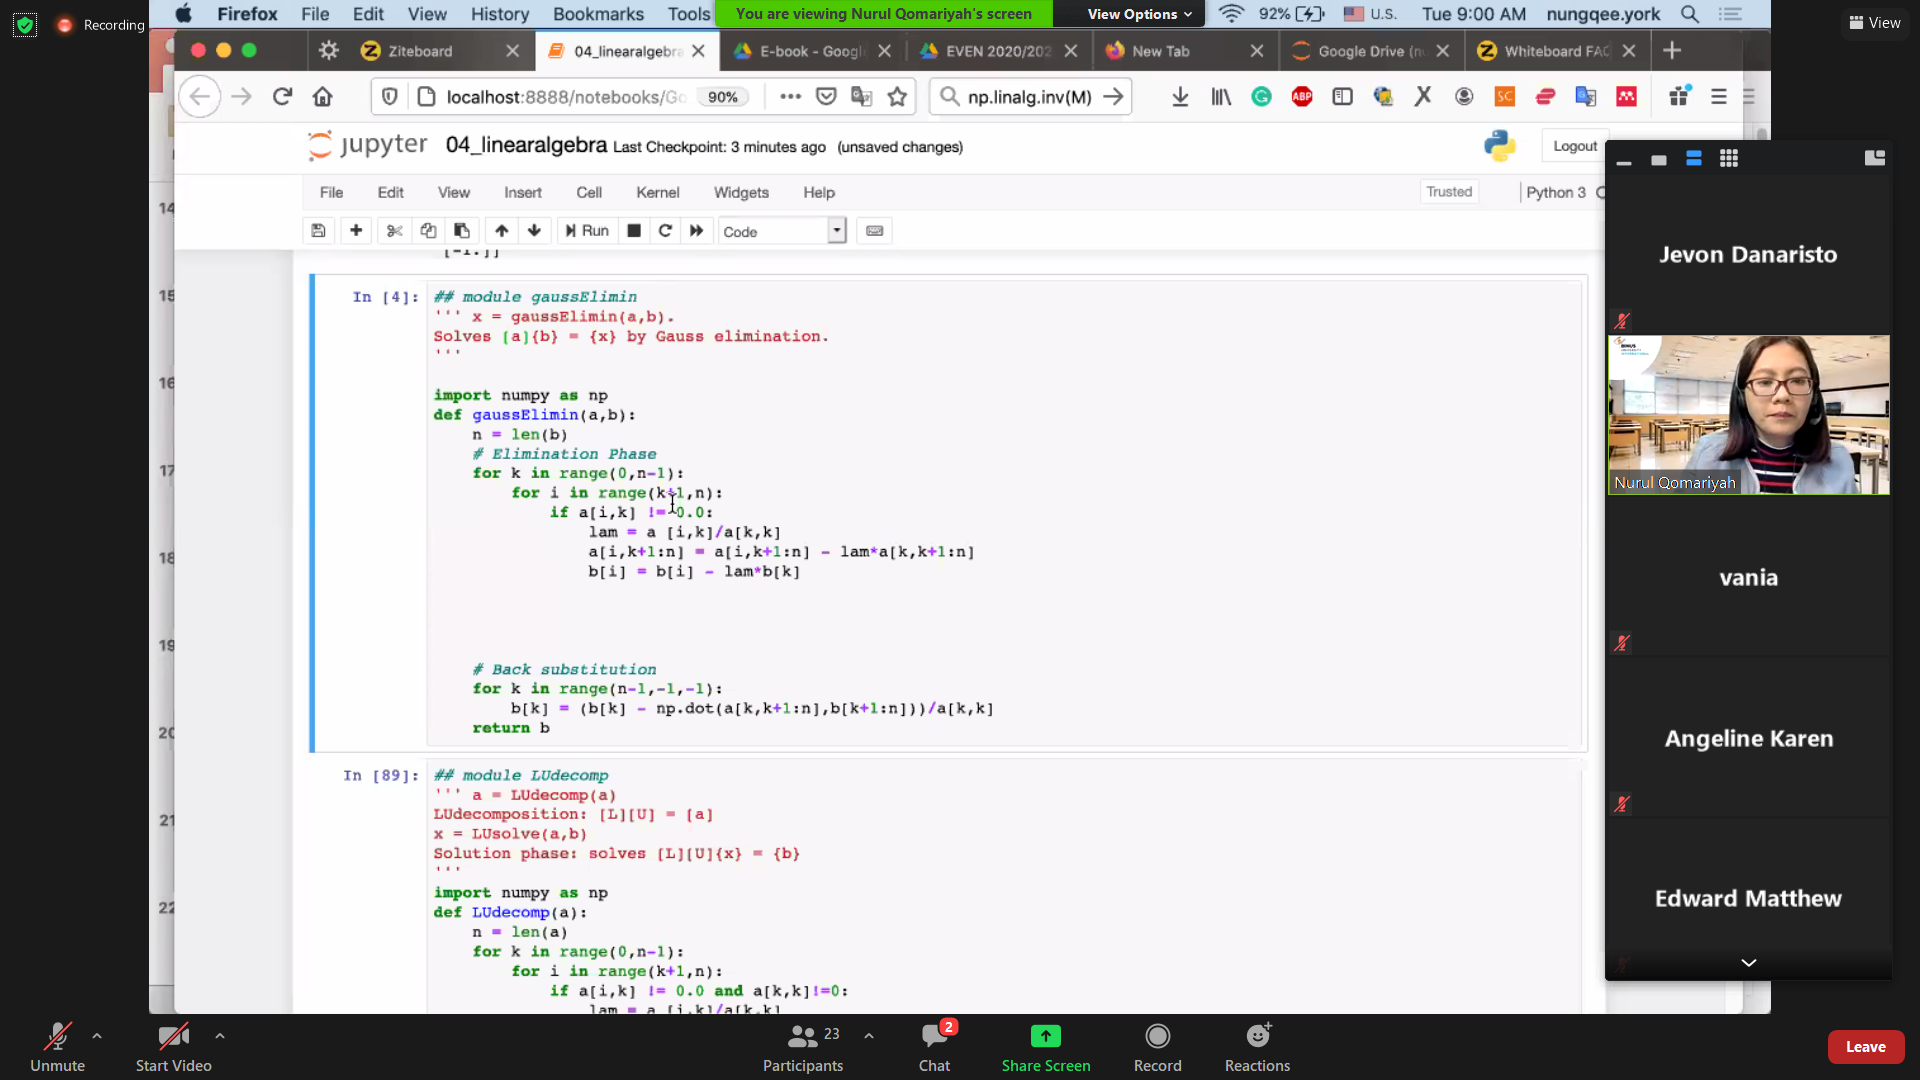 Recording
Firefox File Edit View History Bookmarks Tools
You are viewing Nurul Qomariyah's screen
View Options
92%
U.S.
Tue 9:00 AM
nungqee.york
View
Ziteboard
04_linearalgebra
E-book - Googl
EVEN 2020/202
New Tab
Google Drive (n
Whiteboard FAC
localhost:8888/notebooks/Go
90%
np.linalg.inv(M)
ABP
SC
jupyter 04_linearalgebra Last Checkpoint: 3 minutes ago (unsaved changes)
Logout
File Edit View Insert Cell Kernel Widgets Help
Trusted
Python 3
Run
Code
[-1.]]
In [4]:
## module gaussElimin
''' x = gaussElimin(a,b).
Solves [a]{b} = {x} by Gauss elimination.
'''
import numpy as np
def gaussElimin(a,b):
n = len(b)
# Elimination Phase
for k in range(0,n-1):
for i in range(k+1,n):
if a[i,k] != 0.0:
lam = a [i,k]/a[k,k]
a[i,k+1:n] = a[i,k+1:n] - lam*a[k,k+1:n]
b[i] = b[i] - lam*b[k]
# Back substitution
for k in range(n-1,-1,-1):
b[k] = (b[k] - np.dot(a[k,k+1:n],b[k+1:n]))/a[k,k]
return b
In [89]:
## module LUdecomp
''' a = LUdecomp(a)
LUdecomposition: [L][U] = [a]
x = LUsolve(a,b)
Solution phase: solves [L][U]{x} = {b}
'''
import numpy as np
def LUdecomp(a):
n = len(a)
for k in range(0,n-1):
for i in range(k+1,n):
if a[i,k] != 0.0 and a[k,k]!=0:
lam = a [i,k]/a[k,k]
14
15
16
17
18
19
20
21
22
Jevon Danaristo
Nurul Qomariyah
vania
Angeline Karen
Edward Matthew
Unmute
Start Video
23
Participants
2
Chat
Share Screen
Record
Reactions
Leave